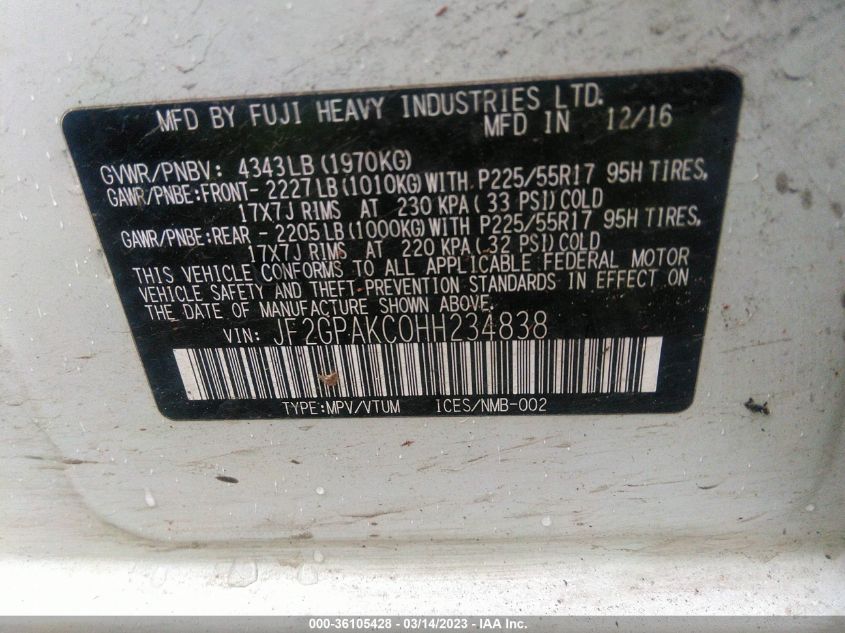 MFD BY FUJI HEAVY INDUSTRIES LTD.
MFD IN 12/16
GVWR/PNBV: 4343LB (1970KG)
GAWR/PNBE:FRONT- 2227LB(1010KG)WITH P225/55R17 95H TIRES,
17X7J RIMS AT 230 KPA( 33 PSI)COLD
GAWR/PNBE:REAR - 2205LB(1000KG)WITH P225/55R17 95H TIRES,
17X7J RIMS AT 220 KPA( 32 PSI)COLD
THIS VEHICLE CONFORMS TO ALL APPLICABLE FEDERAL MOTOR
VEHICLE SAFETY AND THEFT PREVENTION STANDARDS IN EFFECT ON
THE DATE OF MANUFACTURE SHOWN ABOVE.
VIN: JF2GPAKC0HH234838
TYPE:MPV/VTUM ICES/NMB-002
000-36105428 - 03/14/2023 - IAA, Inc.